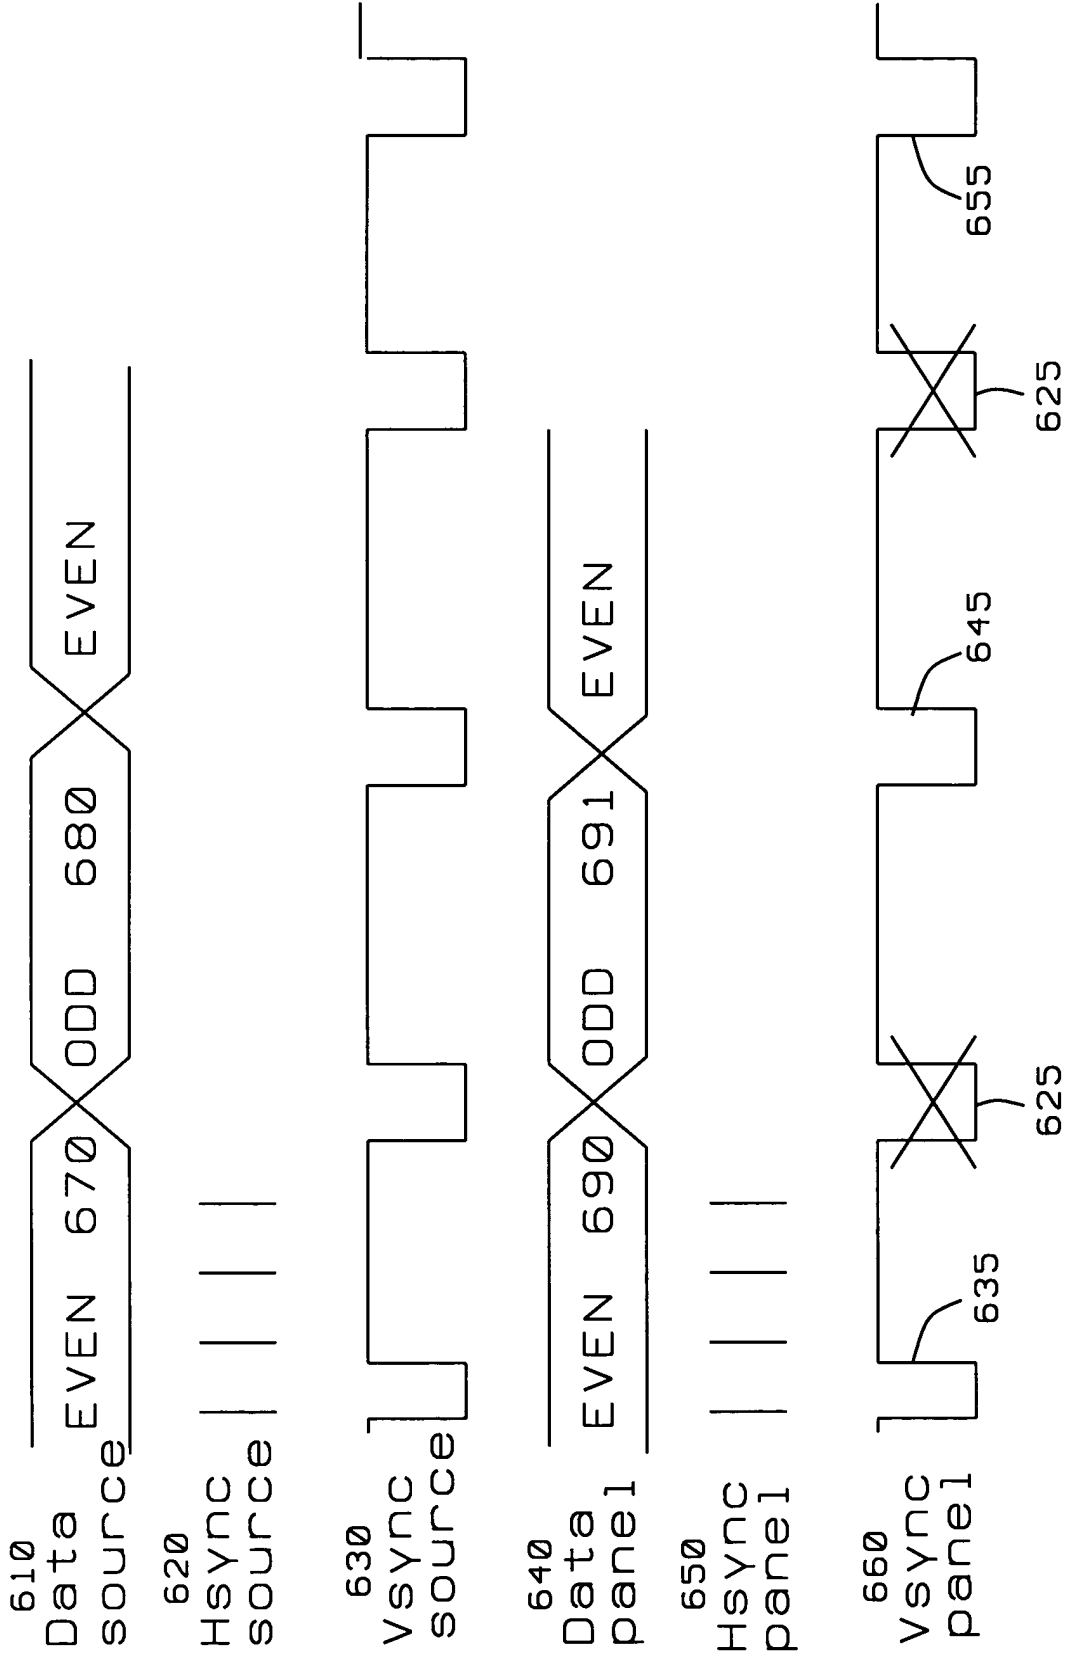 610
Data
source
EVEN 670
ODD 680
EVEN
620
Hsync
source
630
Vsync
source
640
Data
panel
EVEN 690
ODD 691
EVEN
650
Hsync
panel
660
Vsync
panel
635
625
645
625
655